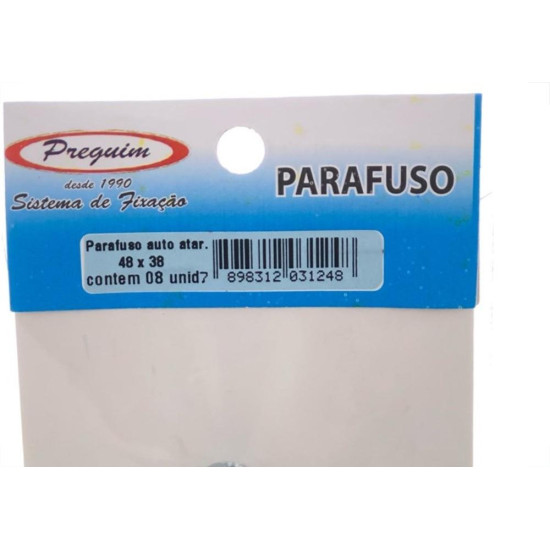 Preguim
desde 1990
Sistema de Fixação
PARAFUSO
Parafuso auto atar.
48 x 38
contem 08 unid
7 898312 031248